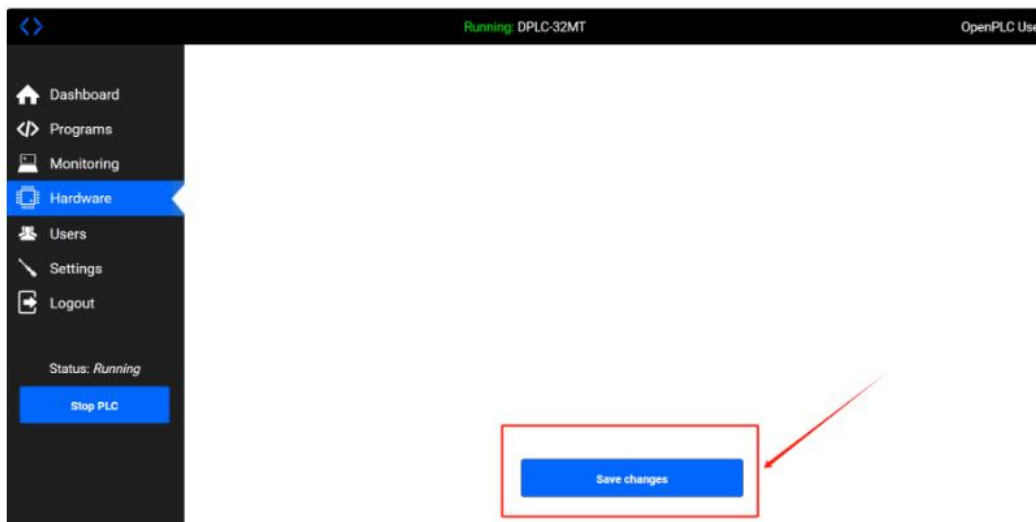 Running: DPLC-32MT
OpenPLC Use
Dashboard
Programs
Monitoring
Hardware
Users
Settings
Logout
Status: Running
Stop PLC
Save changes